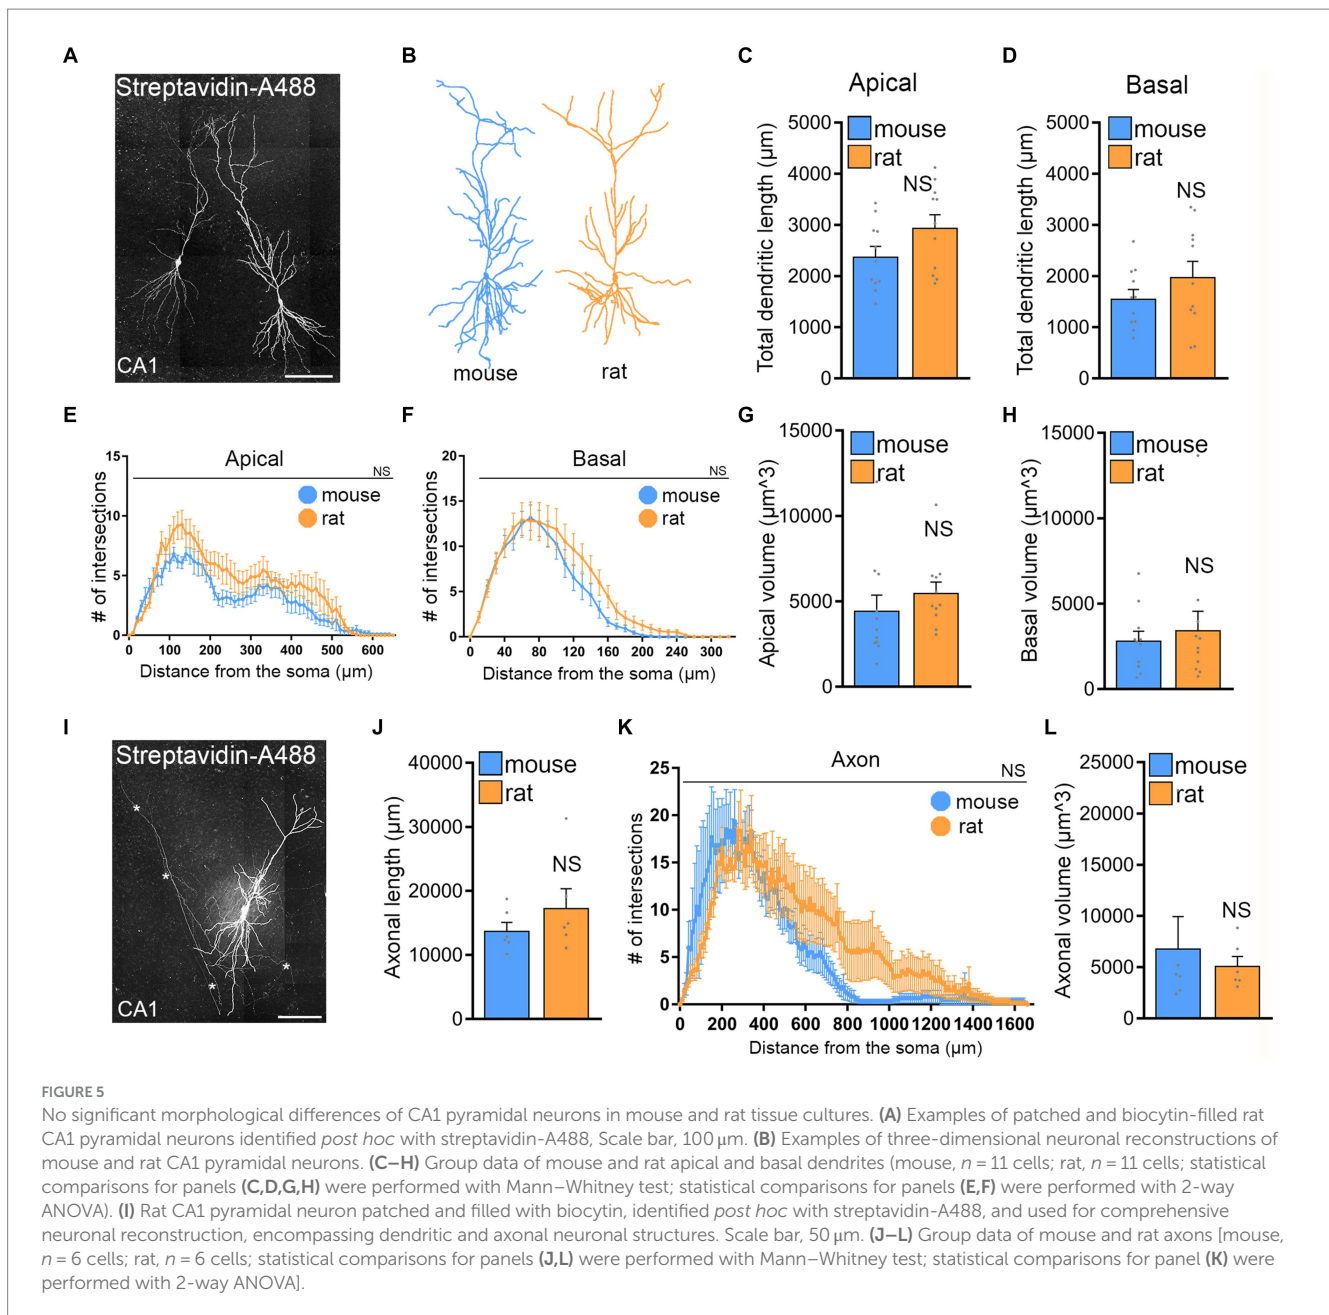 A
Streptavidin-A488
CA1
B
mouse
rat
C
Apical
mouse
rat
NS
Total dendritic length (µm)
5000
4000
3000
2000
1000
0
D
Basal
mouse
rat
NS
Total dendritic length (µm)
5000
4000
3000
2000
1000
0
E
Apical
NS
mouse
rat
# of intersections
15
10
5
0
0 100 200 300 400 500 600
Distance from the soma (µm)
F
Basal
NS
mouse
rat
# of intersections
20
15
10
5
0
0 40 80 120 160 200 240 300
Distance from the soma (µm)
G
mouse
rat
NS
Apical volume (µm^3)
15000
10000
5000
0
H
mouse
rat
NS
Basal volume (µm^3)
15000
10000
5000
0
I
Streptavidin-A488
*
*
*
*
CA1
J
mouse
rat
NS
Axonal length (µm)
40000
30000
20000
10000
0
K
Axon
NS
mouse
rat
# of intersections
25
20
15
10
5
0
0 200 400 600 800 1000 1200 1400 1600
Distance from the soma (µm)
L
mouse
rat
NS
Axonal volume (µm^3)
25000
20000
15000
10000
5000
0
FIGURE 5
No significant morphological differences of CA1 pyramidal neurons in mouse and rat tissue cultures. (A) Examples of patched and biocytin-filled rat
CA1 pyramidal neurons identified post hoc with streptavidin-A488, Scale bar, 100 µm. (B) Examples of three-dimensional neuronal reconstructions of
mouse and rat CA1 pyramidal neurons. (C–H) Group data of mouse and rat apical and basal dendrites (mouse, n = 11 cells; rat, n = 11 cells; statistical
comparisons for panels (C,D,G,H) were performed with Mann–Whitney test; statistical comparisons for panels (E,F) were performed with 2-way
ANOVA). (I) Rat CA1 pyramidal neuron patched and filled with biocytin, identified post hoc with streptavidin-A488, and used for comprehensive
neuronal reconstruction, encompassing dendritic and axonal neuronal structures. Scale bar, 50 µm. (J–L) Group data of mouse and rat axons [mouse,
n = 6 cells; rat, n = 6 cells; statistical comparisons for panels (J,L) were performed with Mann–Whitney test; statistical comparisons for panel (K) were
performed with 2-way ANOVA].